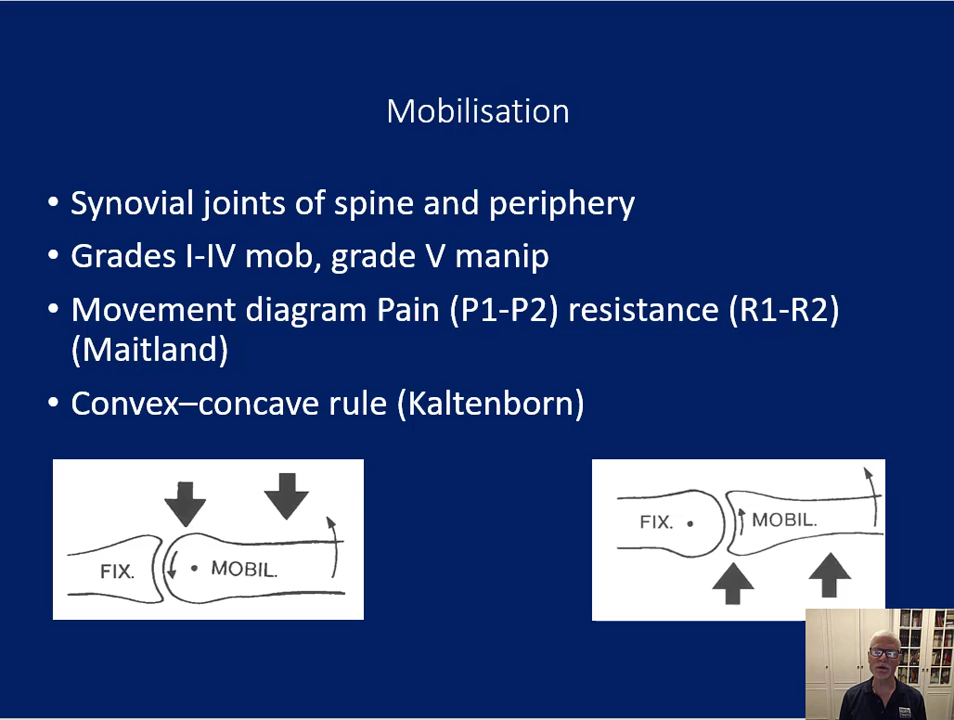 Mobilisation
• Synovial joints of spine and periphery
• Grades I-IV mob, grade V manip
• Movement diagram Pain (P1-P2) resistance (R1-R2)
(Maitland)
• Convex–concave rule (Kaltenborn)
FIX. MOBIL.
FIX. MOBIL.